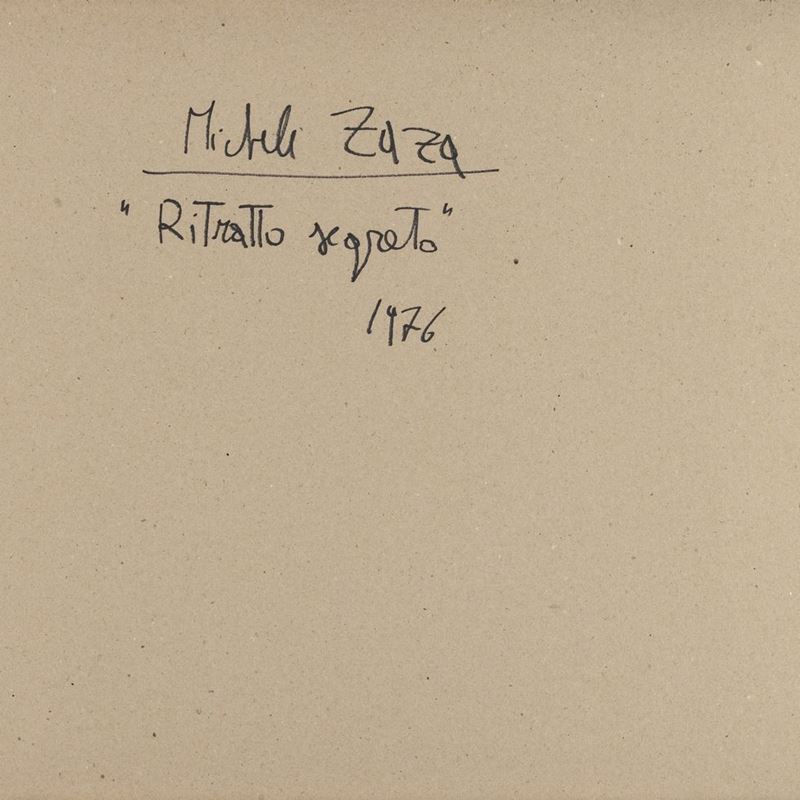 Michele Zaza
"Ritratto segreto"
1976